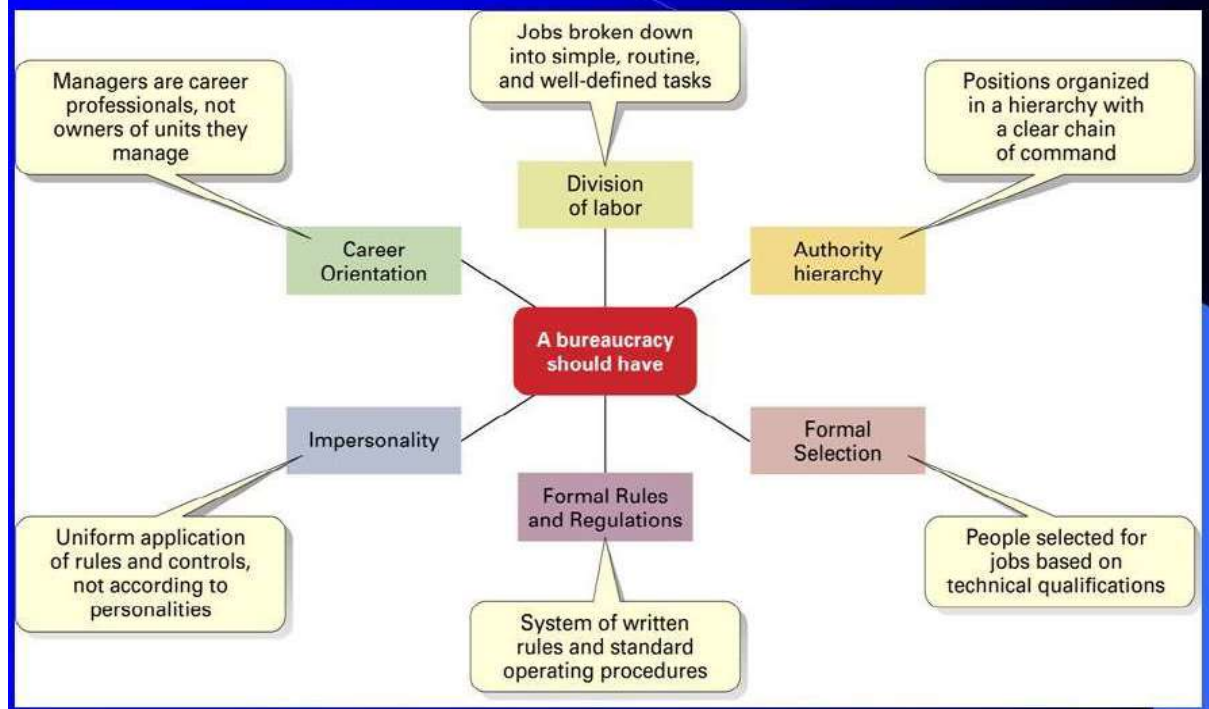 Jobs broken down
into simple, routine,
and well-defined tasks
Managers are career
professionals, not
owners of units they
manage
Positions organized
in a hierarchy with
a clear chain
of command
Division
of labor
Career
Orientation
Authority
hierarchy
A bureaucracy
should have
Impersonality
Formal
Selection
Formal Rules
and Regulations
Uniform application
of rules and controls,
not according to
personalities
People selected for
jobs based on
technical qualifications
System of written
rules and standard
operating procedures